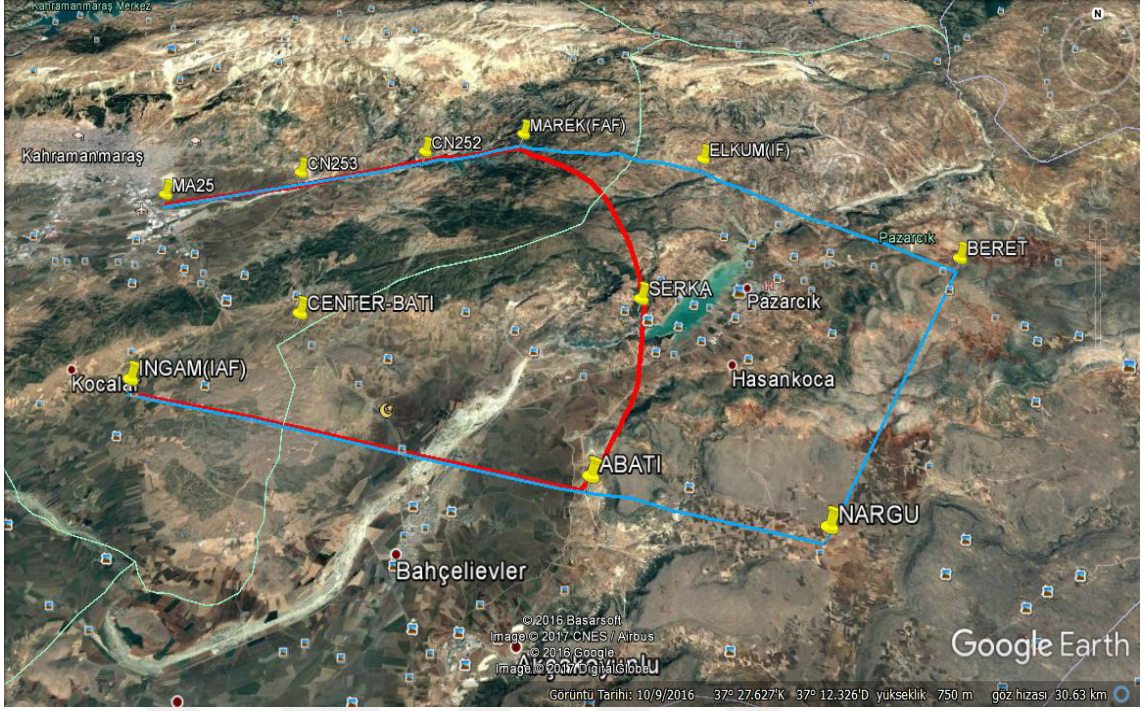 Kahramanmaraş Merkez
N
MAREK(FAF)
CN252
ELKUM(IF)
Kahramanmaraş
CN253
MA25
Pazarcık
BERET
SERKA
Pazarcık
H
CENTER-BATI
INGAM(IAF)
Kocalar
Hasankoca
ABATI
NARGU
Bahçelievler
© 2016 Basarsoft
Image © 2017 CNES / Airbus
© 2016 Google
Image © 2017 DigitalGlobe
Akçakoyunlu
Google Earth
Görüntü Tarihi: 10/9/2016 37° 27.627'K 37° 12.326'D yükseklik 750 m göz hizası 30.63 km